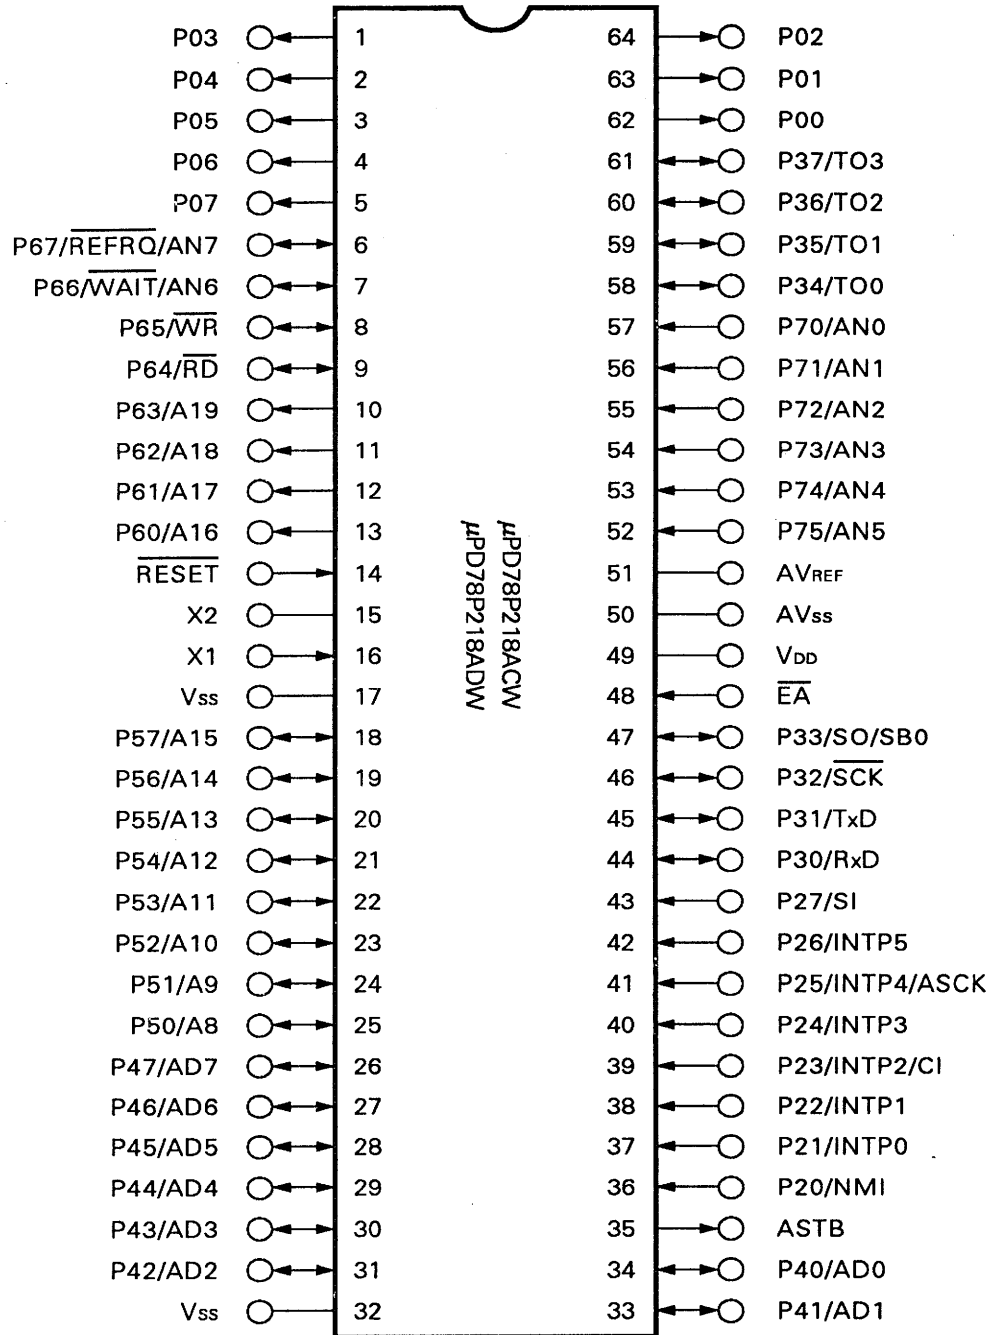 P03 1 64 P02
P04 2 63 P01
P05 3 62 P00
P06 4 61 P37/TO3
P07 5 60 P36/TO2
P67/REFRQ/AN7 6 59 P35/TO1
P66/WAIT/AN6 7 58 P34/TO0
P65/WR 8 57 P70/AN0
P64/RD 9 56 P71/AN1
P63/A19 10 55 P72/AN2
P62/A18 11 54 P73/AN3
P61/A17 12 53 P74/AN4
P60/A16 13 52 P75/AN5
RESET 14 51 AVREF
X2 15 50 AVss
X1 16 49 VDD
Vss 17 48 EA
P57/A15 18 47 P33/SO/SB0
P56/A14 19 46 P32/SCK
P55/A13 20 45 P31/TxD
P54/A12 21 44 P30/RxD
P53/A11 22 43 P27/SI
P52/A10 23 42 P26/INTP5
P51/A9 24 41 P25/INTP4/ASCK
P50/A8 25 40 P24/INTP3
P47/AD7 26 39 P23/INTP2/CI
P46/AD6 27 38 P22/INTP1
P45/AD5 28 37 P21/INTP0
P44/AD4 29 36 P20/NMI
P43/AD3 30 35 ASTB
P42/AD2 31 34 P40/AD0
Vss 32 33 P41/AD1
μPD78P218ACW
μPD78P218ADW